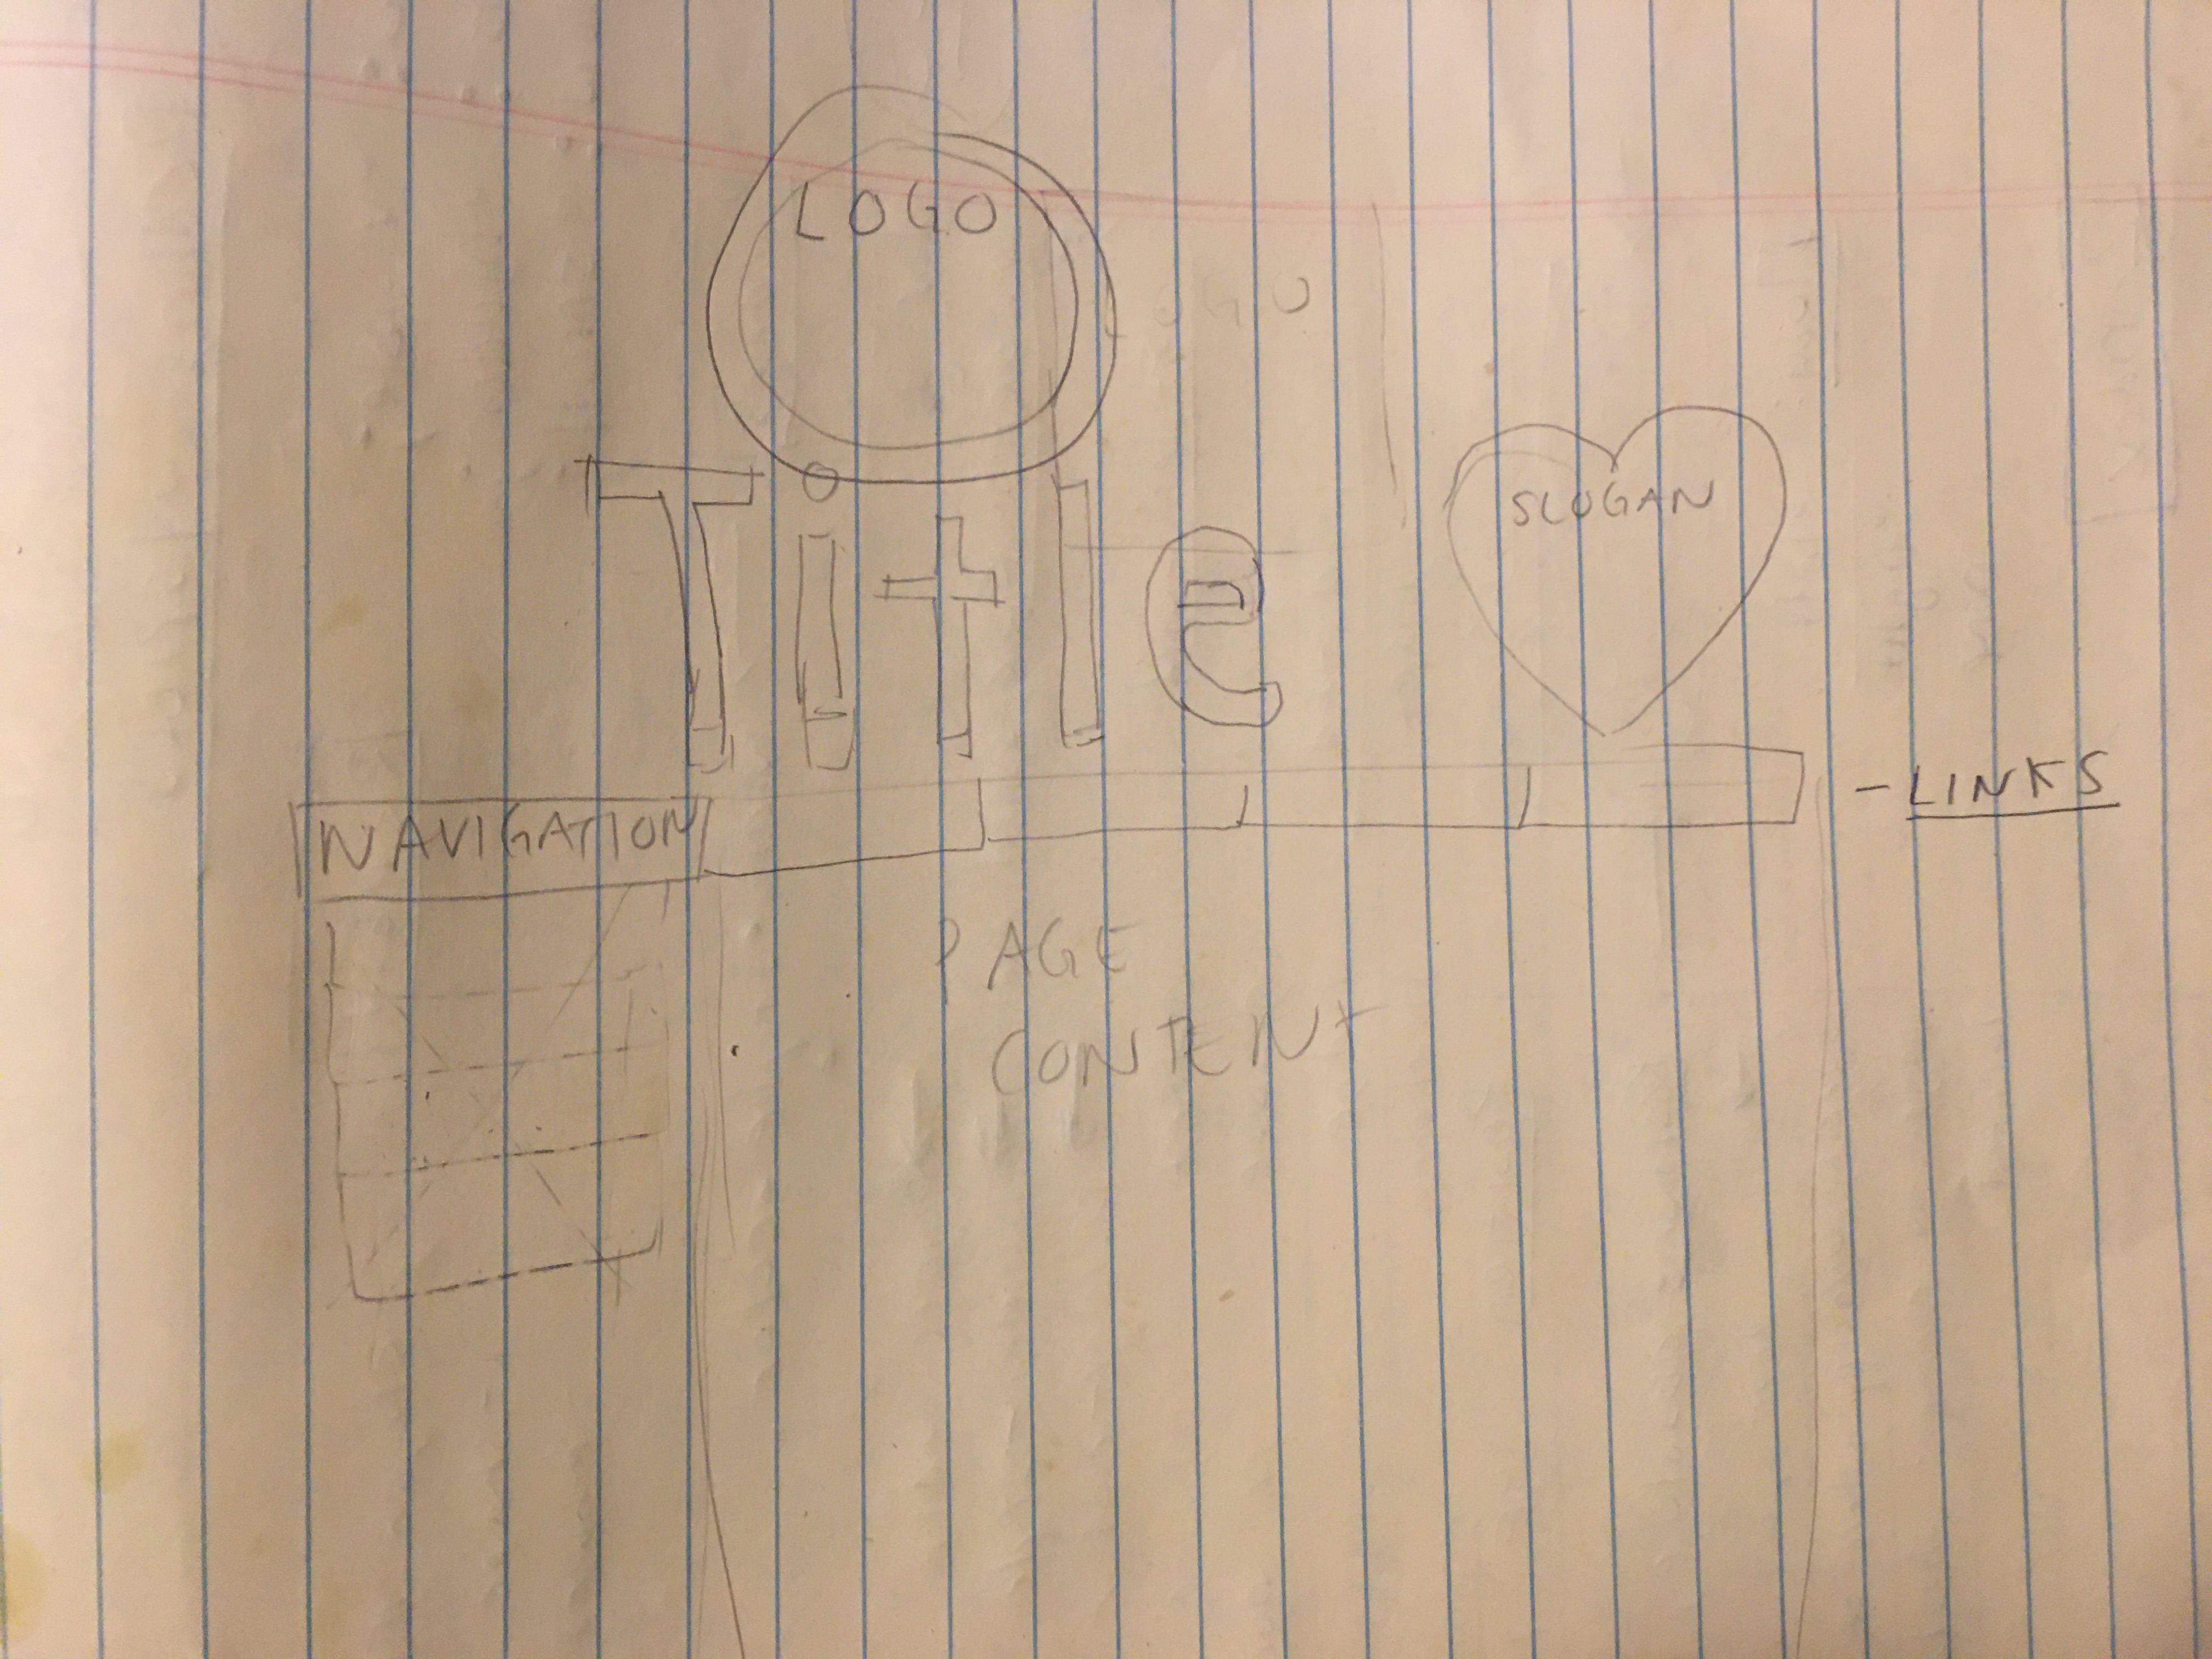 LOGO
Title
SLOGAN
NAVIGATION
- LINKS
PAGE
CONTENT